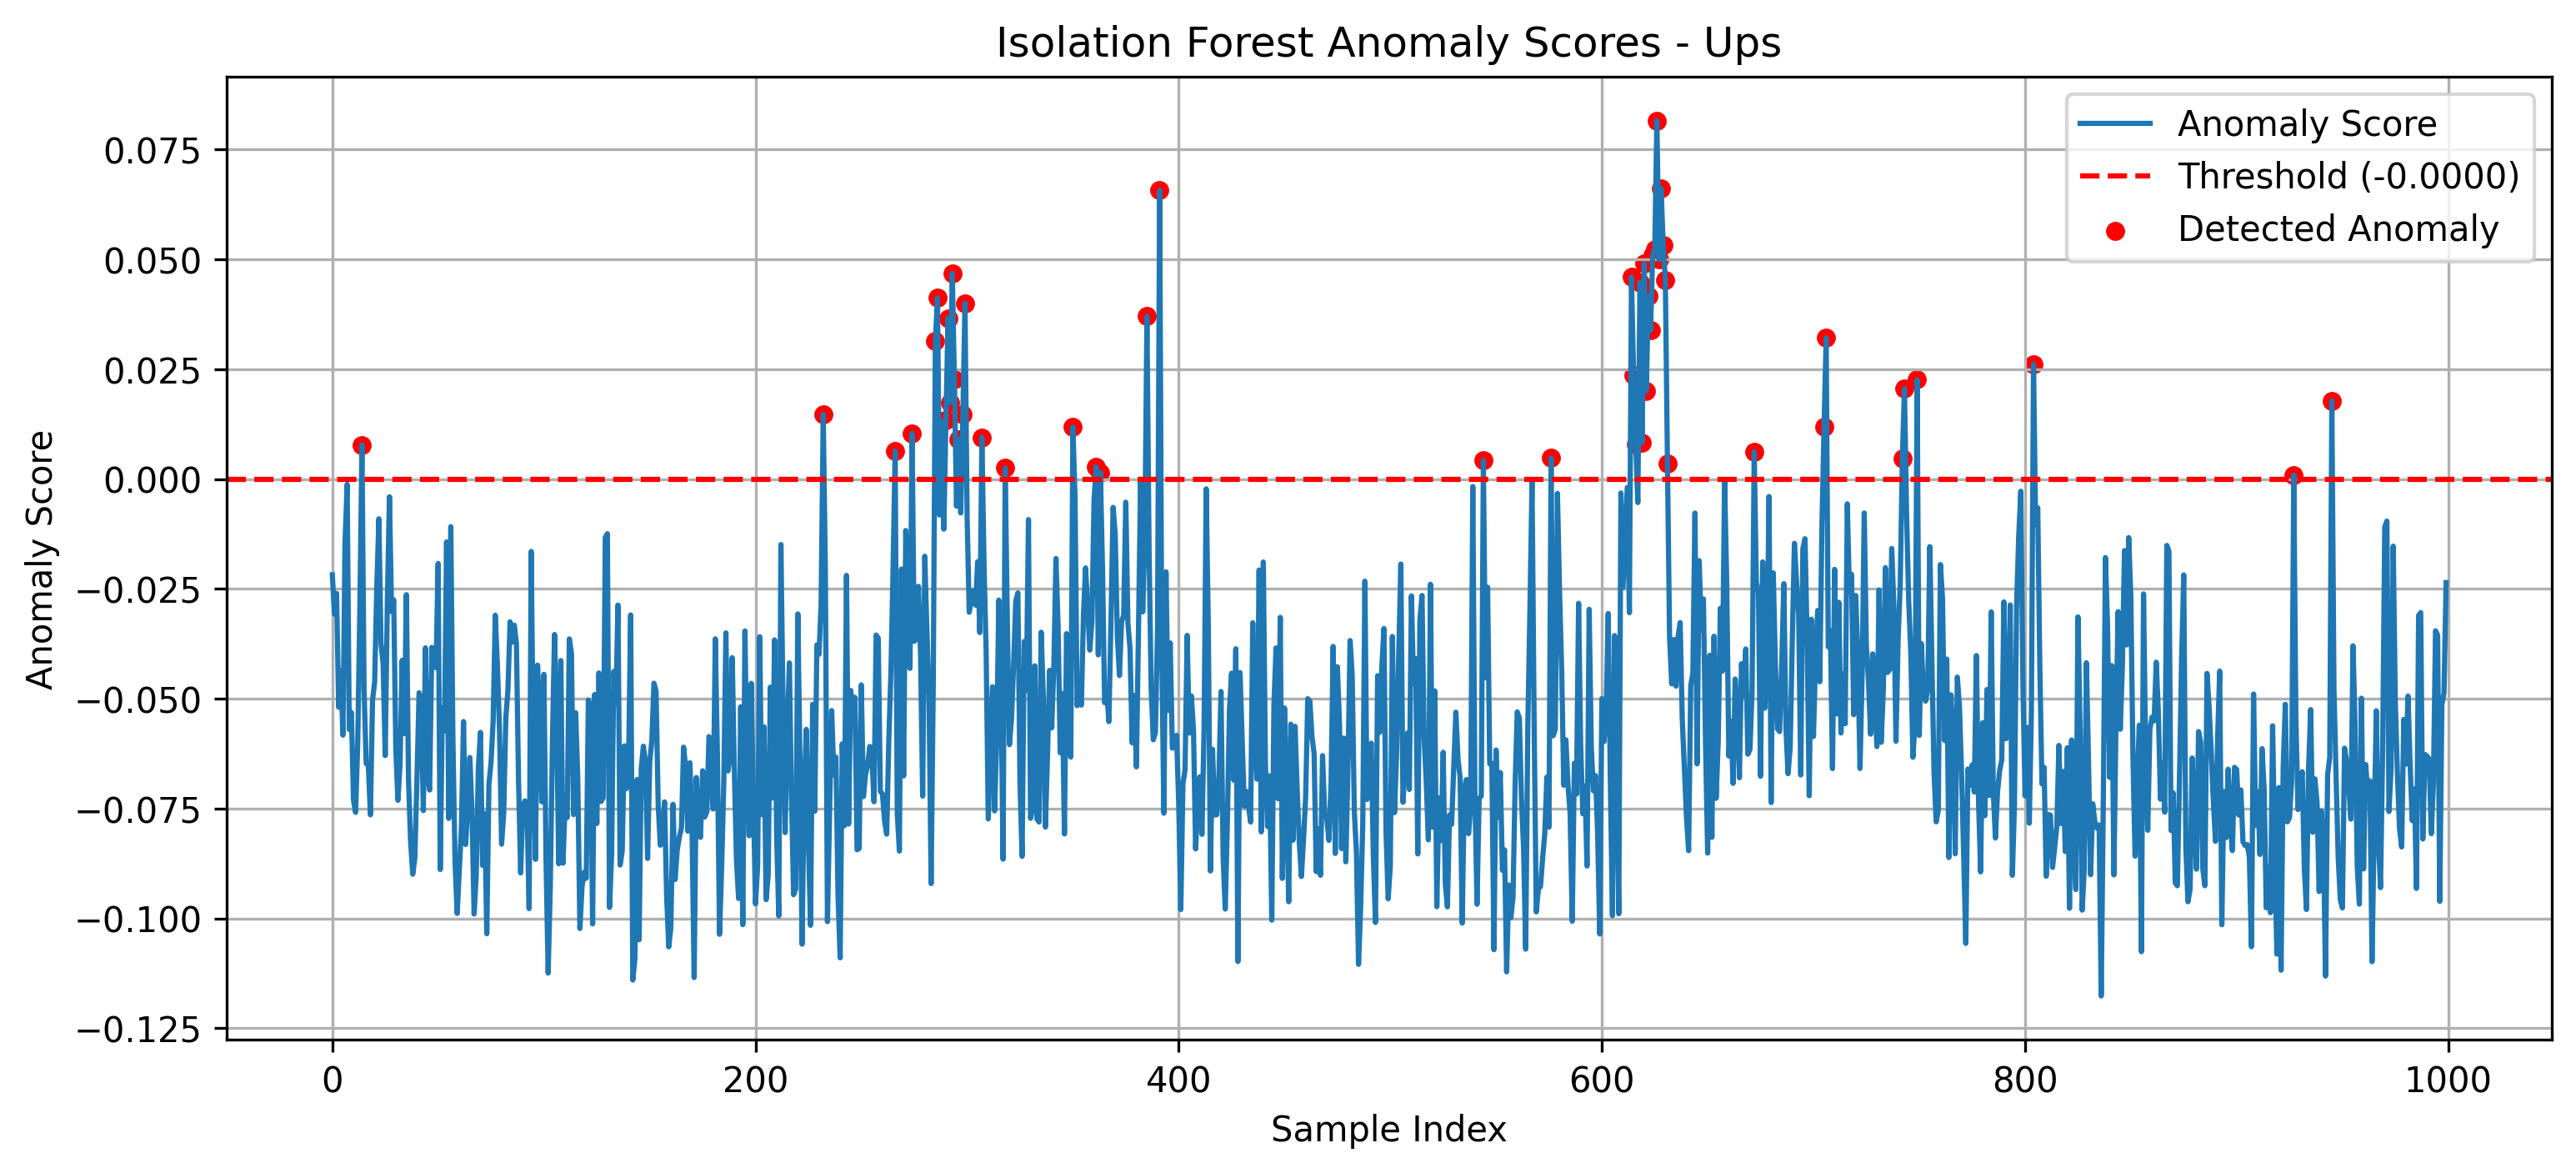 Isolation Forest Anomaly Scores - Ups
Anomaly Score
Threshold (-0.0000)
Detected Anomaly
0.075
0.050
0.025
0.000
−0.025
−0.050
−0.075
−0.100
−0.125
Anomaly Score
0 200 400 600 800 1000
Sample Index